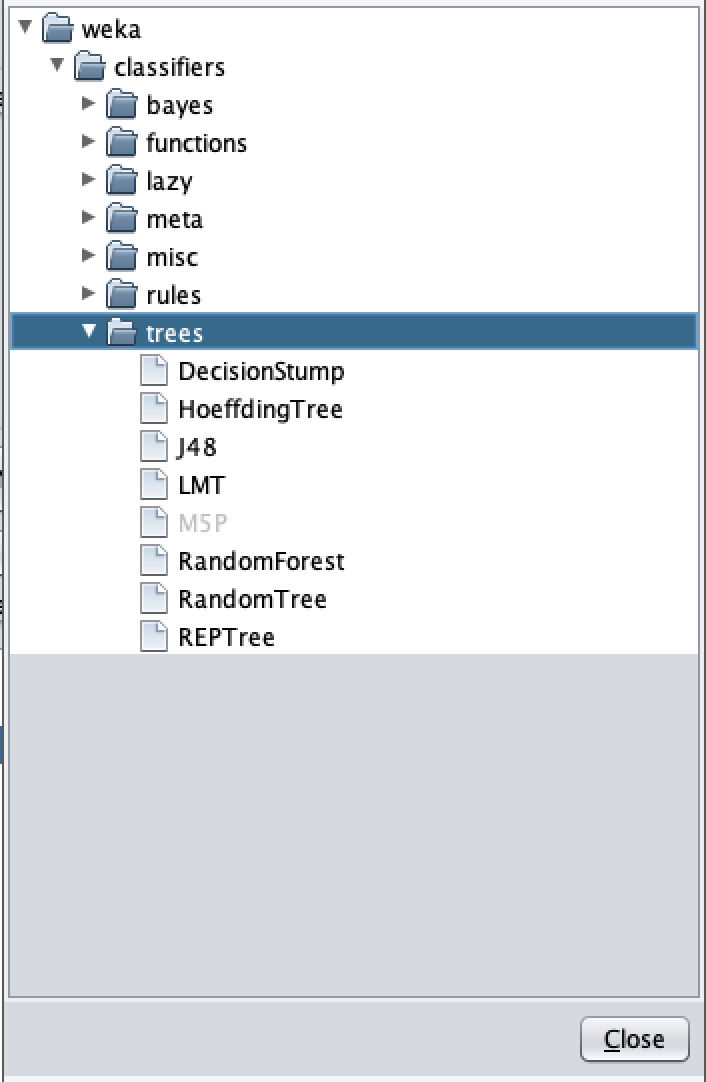 weka
classifiers
bayes
functions
lazy
meta
misc
rules
trees
DecisionStump
HoeffdingTree
J48
LMT
M5P
RandomForest
RandomTree
REPTree
Close